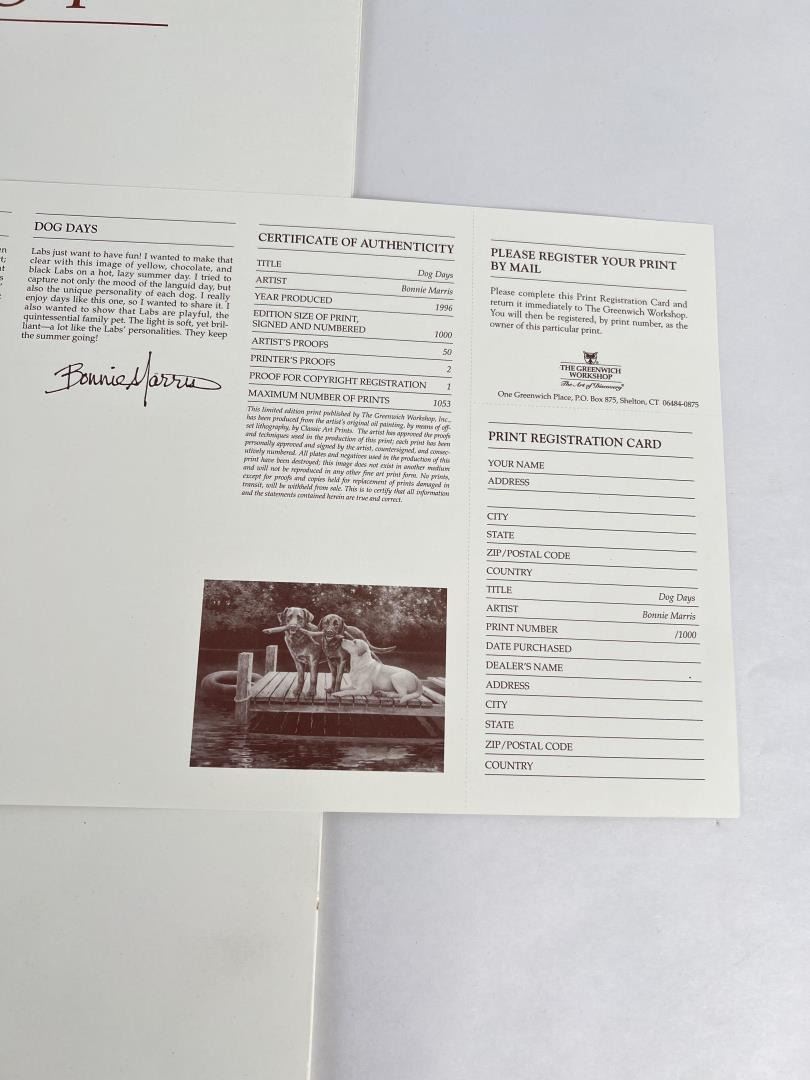 DOG DAYS
Labs just want to have fun! I wanted to make that
clear with this image of yellow, chocolate, and
black Labs on a hot, lazy summer day. I tried to
capture not only the mood of the languid day, but
also the unique personality of each dog. I really
enjoy days like this one, so I wanted to share it. I
also wanted to show that Labs are playful, the
quintessential family pet. The light is soft, yet bril-
liant—a lot like the Labs' personalities. They keep
the summer going!
Bonnie Marris
CERTIFICATE OF AUTHENTICITY
TITLE Dog Days
ARTIST Bonnie Marris
YEAR PRODUCED 1996
EDITION SIZE OF PRINT,
SIGNED AND NUMBERED 1000
ARTIST'S PROOFS 50
PRINTER'S PROOFS 2
PROOF FOR COPYRIGHT REGISTRATION 1
MAXIMUM NUMBER OF PRINTS 1053
This limited edition print published by The Greenwich Workshop, Inc.,
has been produced from the artist's original oil painting, by means of off-
set lithography, by Classic Art Prints. The artist has approved the proofs
and techniques used in the production of this print; each print has been
personally approved and signed by the artist, countersigned, and consec-
utively numbered. All plates and negatives used in the production of this
print have been destroyed; this image does not exist in another medium
and will not be reproduced in any other fine art print form. No prints,
except for proofs and copies held for replacement of prints damaged in
transit, will be withheld from sale. This is to certify that all information
and the statements contained herein are true and correct.
PLEASE REGISTER YOUR PRINT
BY MAIL
Please complete this Print Registration Card and
return it immediately to The Greenwich Workshop.
You will then be registered, by print number, as the
owner of this particular print.
THE GREENWICH
WORKSHOP
The Art of Discovery
One Greenwich Place, P.O. Box 875, Shelton, CT 06484-0875
PRINT REGISTRATION CARD
YOUR NAME
ADDRESS
CITY
STATE
ZIP/POSTAL CODE
COUNTRY
TITLE Dog Days
ARTIST Bonnie Marris
PRINT NUMBER /1000
DATE PURCHASED
DEALER'S NAME
ADDRESS
CITY
STATE
ZIP/POSTAL CODE
COUNTRY